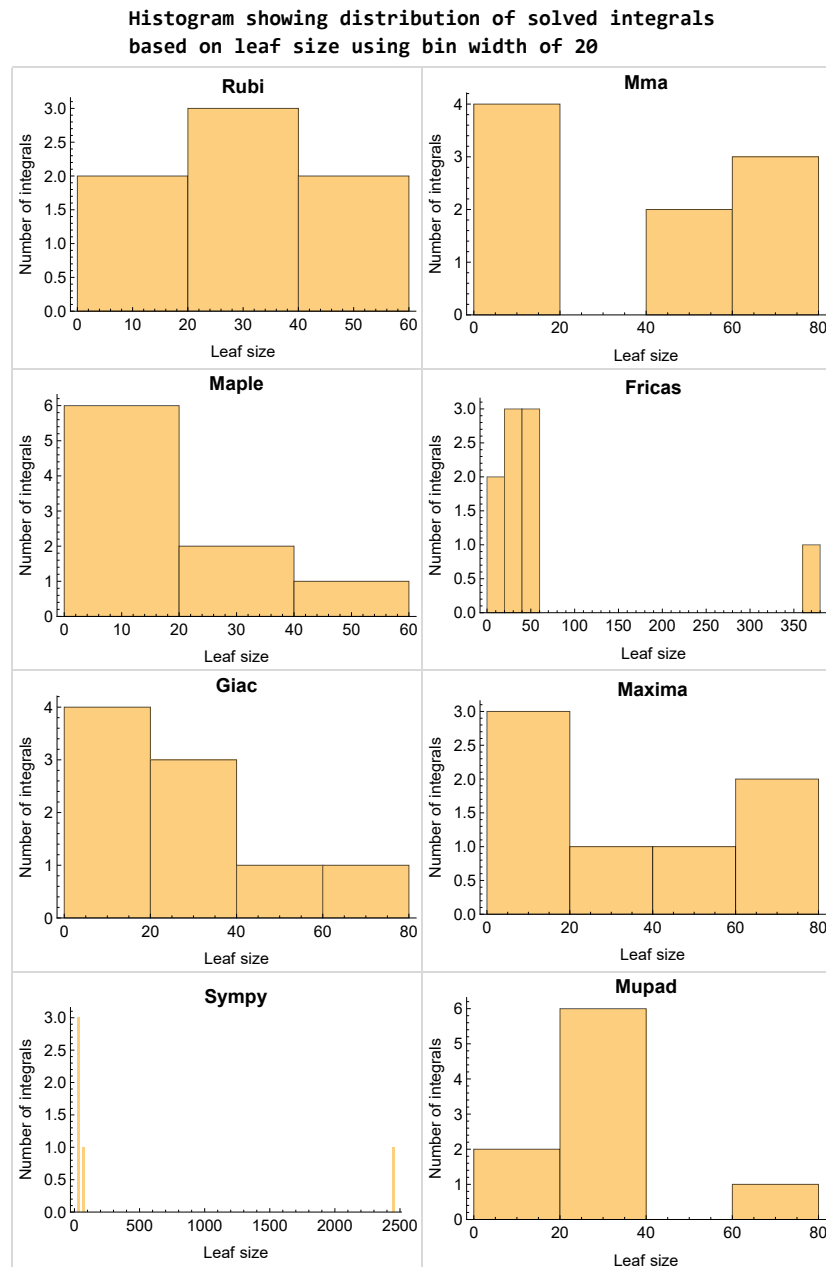 Histogram showing distribution of solved integrals
based on leaf size using bin width of 20
Rubi
Number of integrals
3.0
2.5
2.0
1.5
1.0
0.5
0.0
0 10 20 30 40 50 60
Leaf size
Mma
Number of integrals
4
3
2
1
0
0 20 40 60 80
Leaf size
Maple
Number of integrals
6
5
4
3
2
1
0
0 10 20 30 40 50 60
Leaf size
Fricas
Number of integrals
3.0
2.5
2.0
1.5
1.0
0.5
0.0
0 50 100 150 200 250 300 350
Leaf size
Giac
Number of integrals
4
3
2
1
0
0 20 40 60 80
Leaf size
Maxima
Number of integrals
3.0
2.5
2.0
1.5
1.0
0.5
0.0
0 20 40 60 80
Leaf size
Sympy
Number of integrals
3.0
2.5
2.0
1.5
1.0
0.5
0.0
0 500 1000 1500 2000 2500
Leaf size
Mupad
Number of integrals
6
5
4
3
2
1
0
0 20 40 60 80
Leaf size